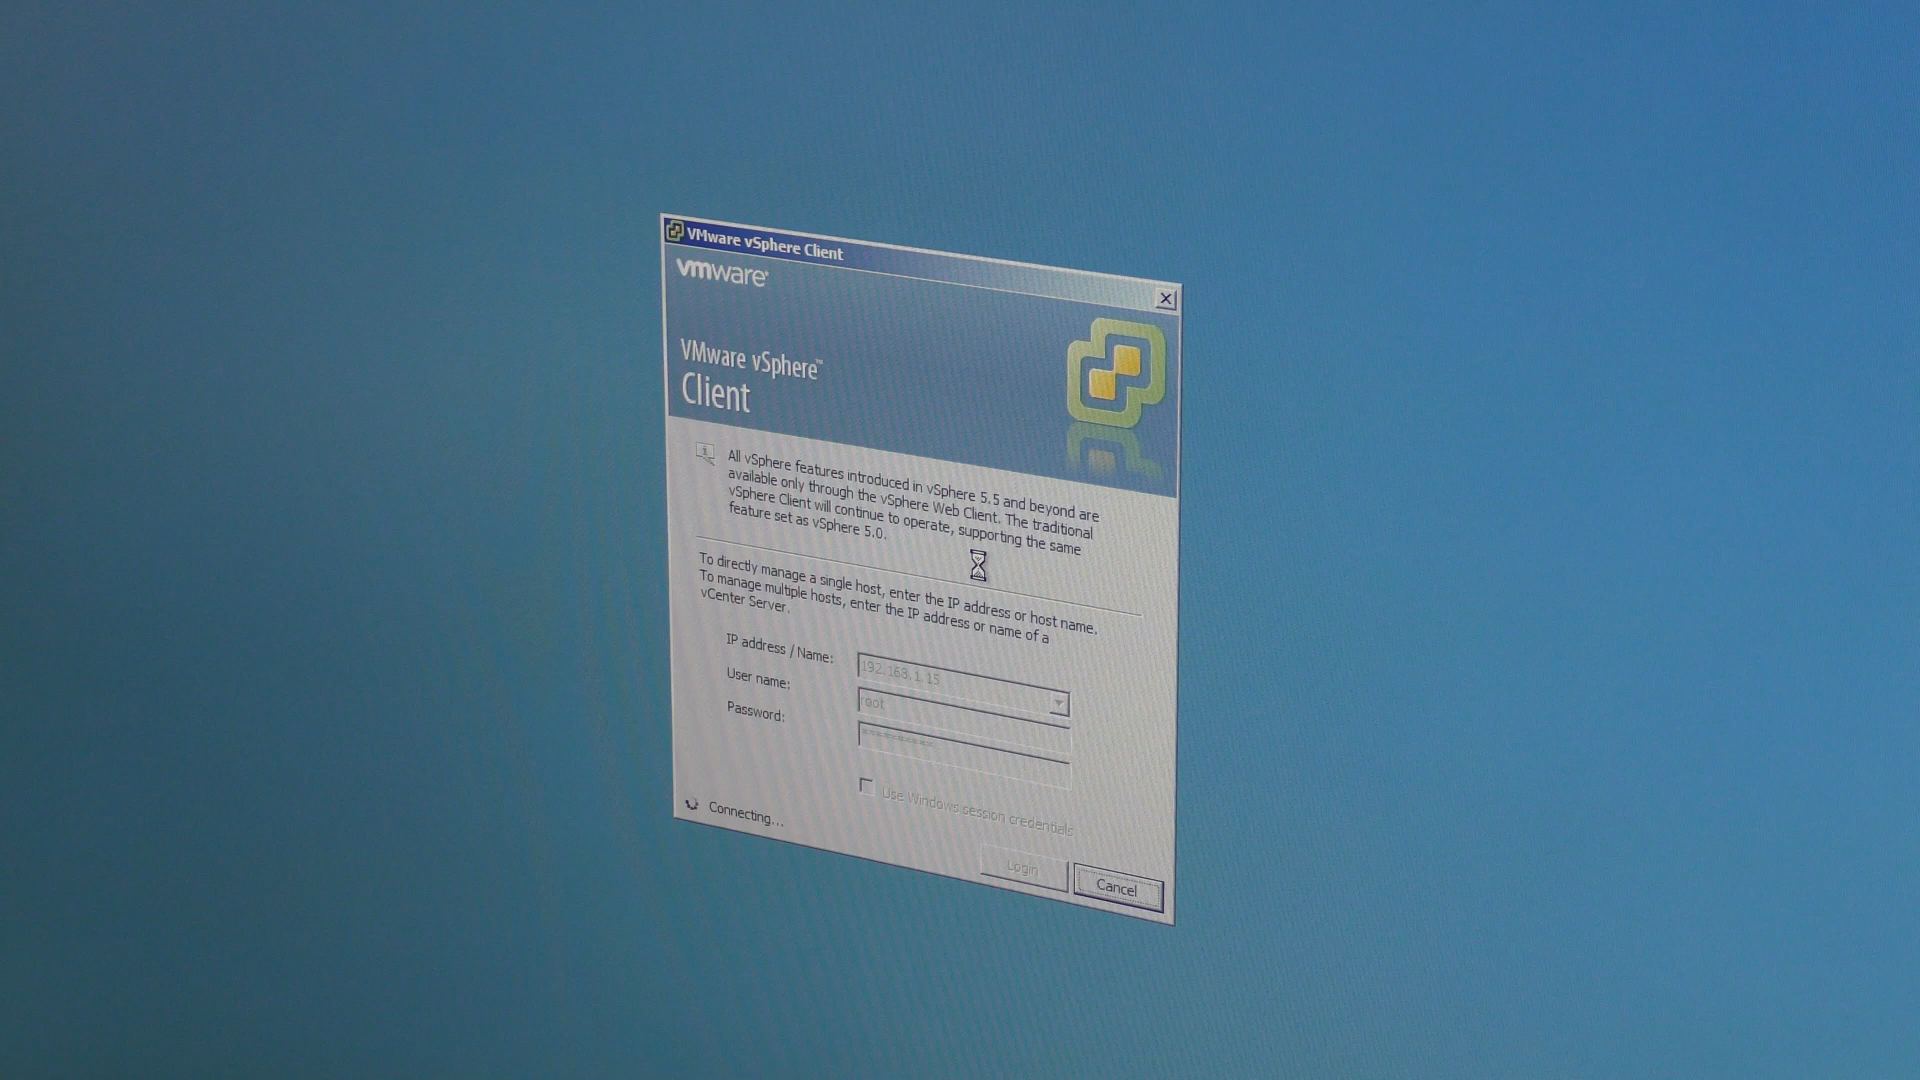 VMware vSphere Client
vmware®
VMware vSphere™
Client
All vSphere features introduced in vSphere 5.5 and beyond are
available only through the vSphere Web Client. The traditional
vSphere Client will continue to operate, supporting the same
feature set as vSphere 5.0.
To directly manage a single host, enter the IP address or host name.
To manage multiple hosts, enter the IP address or name of a
vCenter Server.
IP address / Name: 192.168.1.15
User name: root
Password:
Use Windows session credentials
Connecting...
Login Cancel